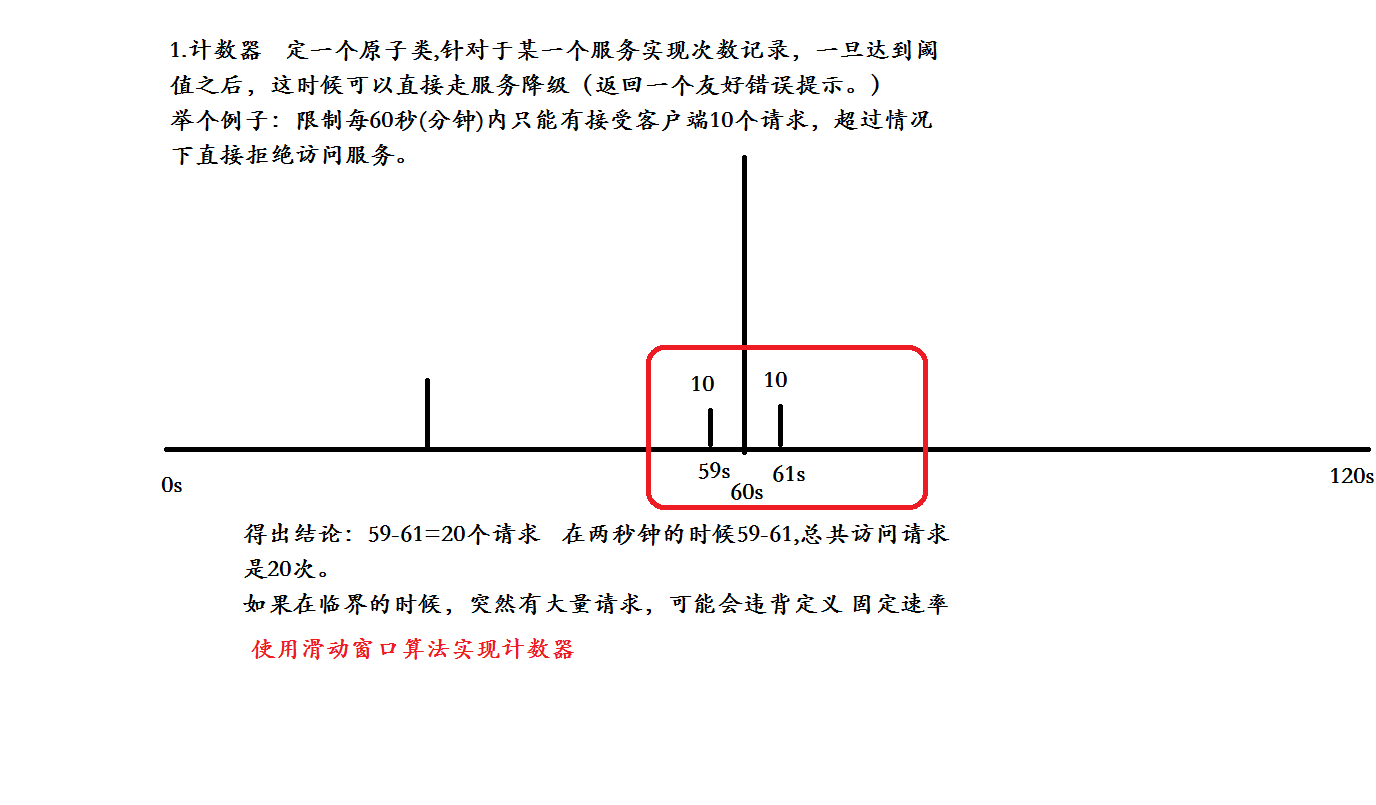 1.计数器 定一个原子类,针对于某一个服务实现次数记录，一旦达到阈
值之后，这时候可以直接走服务降级（返回一个友好错误提示。）
举个例子：限制每60秒(分钟)内只能有接受客户端10个请求，超过情况
下直接拒绝访问服务。
10
10
59s
61s
60s
0s
120s
得出结论：59-61=20个请求 在两秒钟的时候59-61,总共访问请求
是20次。
如果在临界的时候，突然有大量请求，可能会违背定义 固定速率
使用滑动窗口算法实现计数器